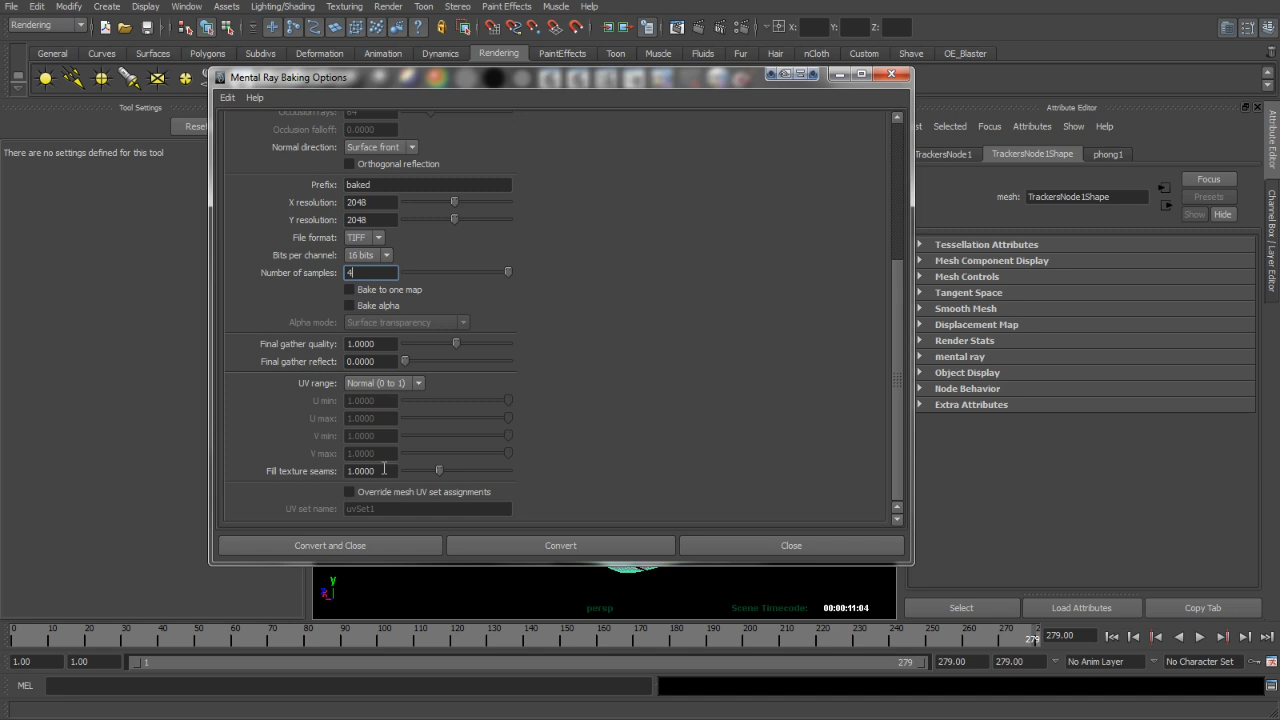 File Edit Modify Create Display Window Assets Lighting/Shading Texturing Render Toon Stereo Paint Effects Muscle Help
Rendering X: Y: Z:
General Curves Surfaces Polygons Subdivs Deformation Animation Dynamics Rendering PaintEffects Toon Muscle Fluids Fur Hair nCloth Custom Shave OE_Blaster
Mental Ray Baking Options
Edit Help
Tool Settings
Attribute Editor
Reset
There are no settings defined for this tool
Occlusion rays: 64
Occlusion falloff: 0.0000
Normal direction: Surface front
Orthogonal reflection
Prefix: baked
X resolution: 2048
Y resolution: 2048
File format: TIFF
Bits per channel: 16 bits
Number of samples: 4
Bake to one map
Bake alpha
Alpha mode: Surface transparency
Final gather quality: 1.0000
Final gather reflect: 0.0000
UV range: Normal (0 to 1)
U min: 1.0000
U max: 1.0000
V min: 1.0000
V max: 1.0000
Fill texture seams: 1.0000
Override mesh UV set assignments
UV set name: uvSet1
Convert and Close Convert Close
Selected Focus Attributes Show Help
TrackersNode1 TrackersNode1Shape phong1
Focus
mesh: TrackersNode1Shape Presets
Show Hide
Tessellation Attributes
Mesh Component Display
Mesh Controls
Tangent Space
Smooth Mesh
Displacement Map
Render Stats
mental ray
Object Display
Node Behavior
Extra Attributes
Attribute Editor
Channel Box / Layer Editor
y
persp Scene Timecode: 00:00:11:04
Select Load Attributes Copy Tab
0 10 20 30 40 50 60 70 80 90 100 110 120 130 140 150 160 170 180 190 200 210 220 230 240 250 260 270 279 279.00
1.00 1.00 1 279 279.00 279.00 No Anim Layer No Character Set
MEL